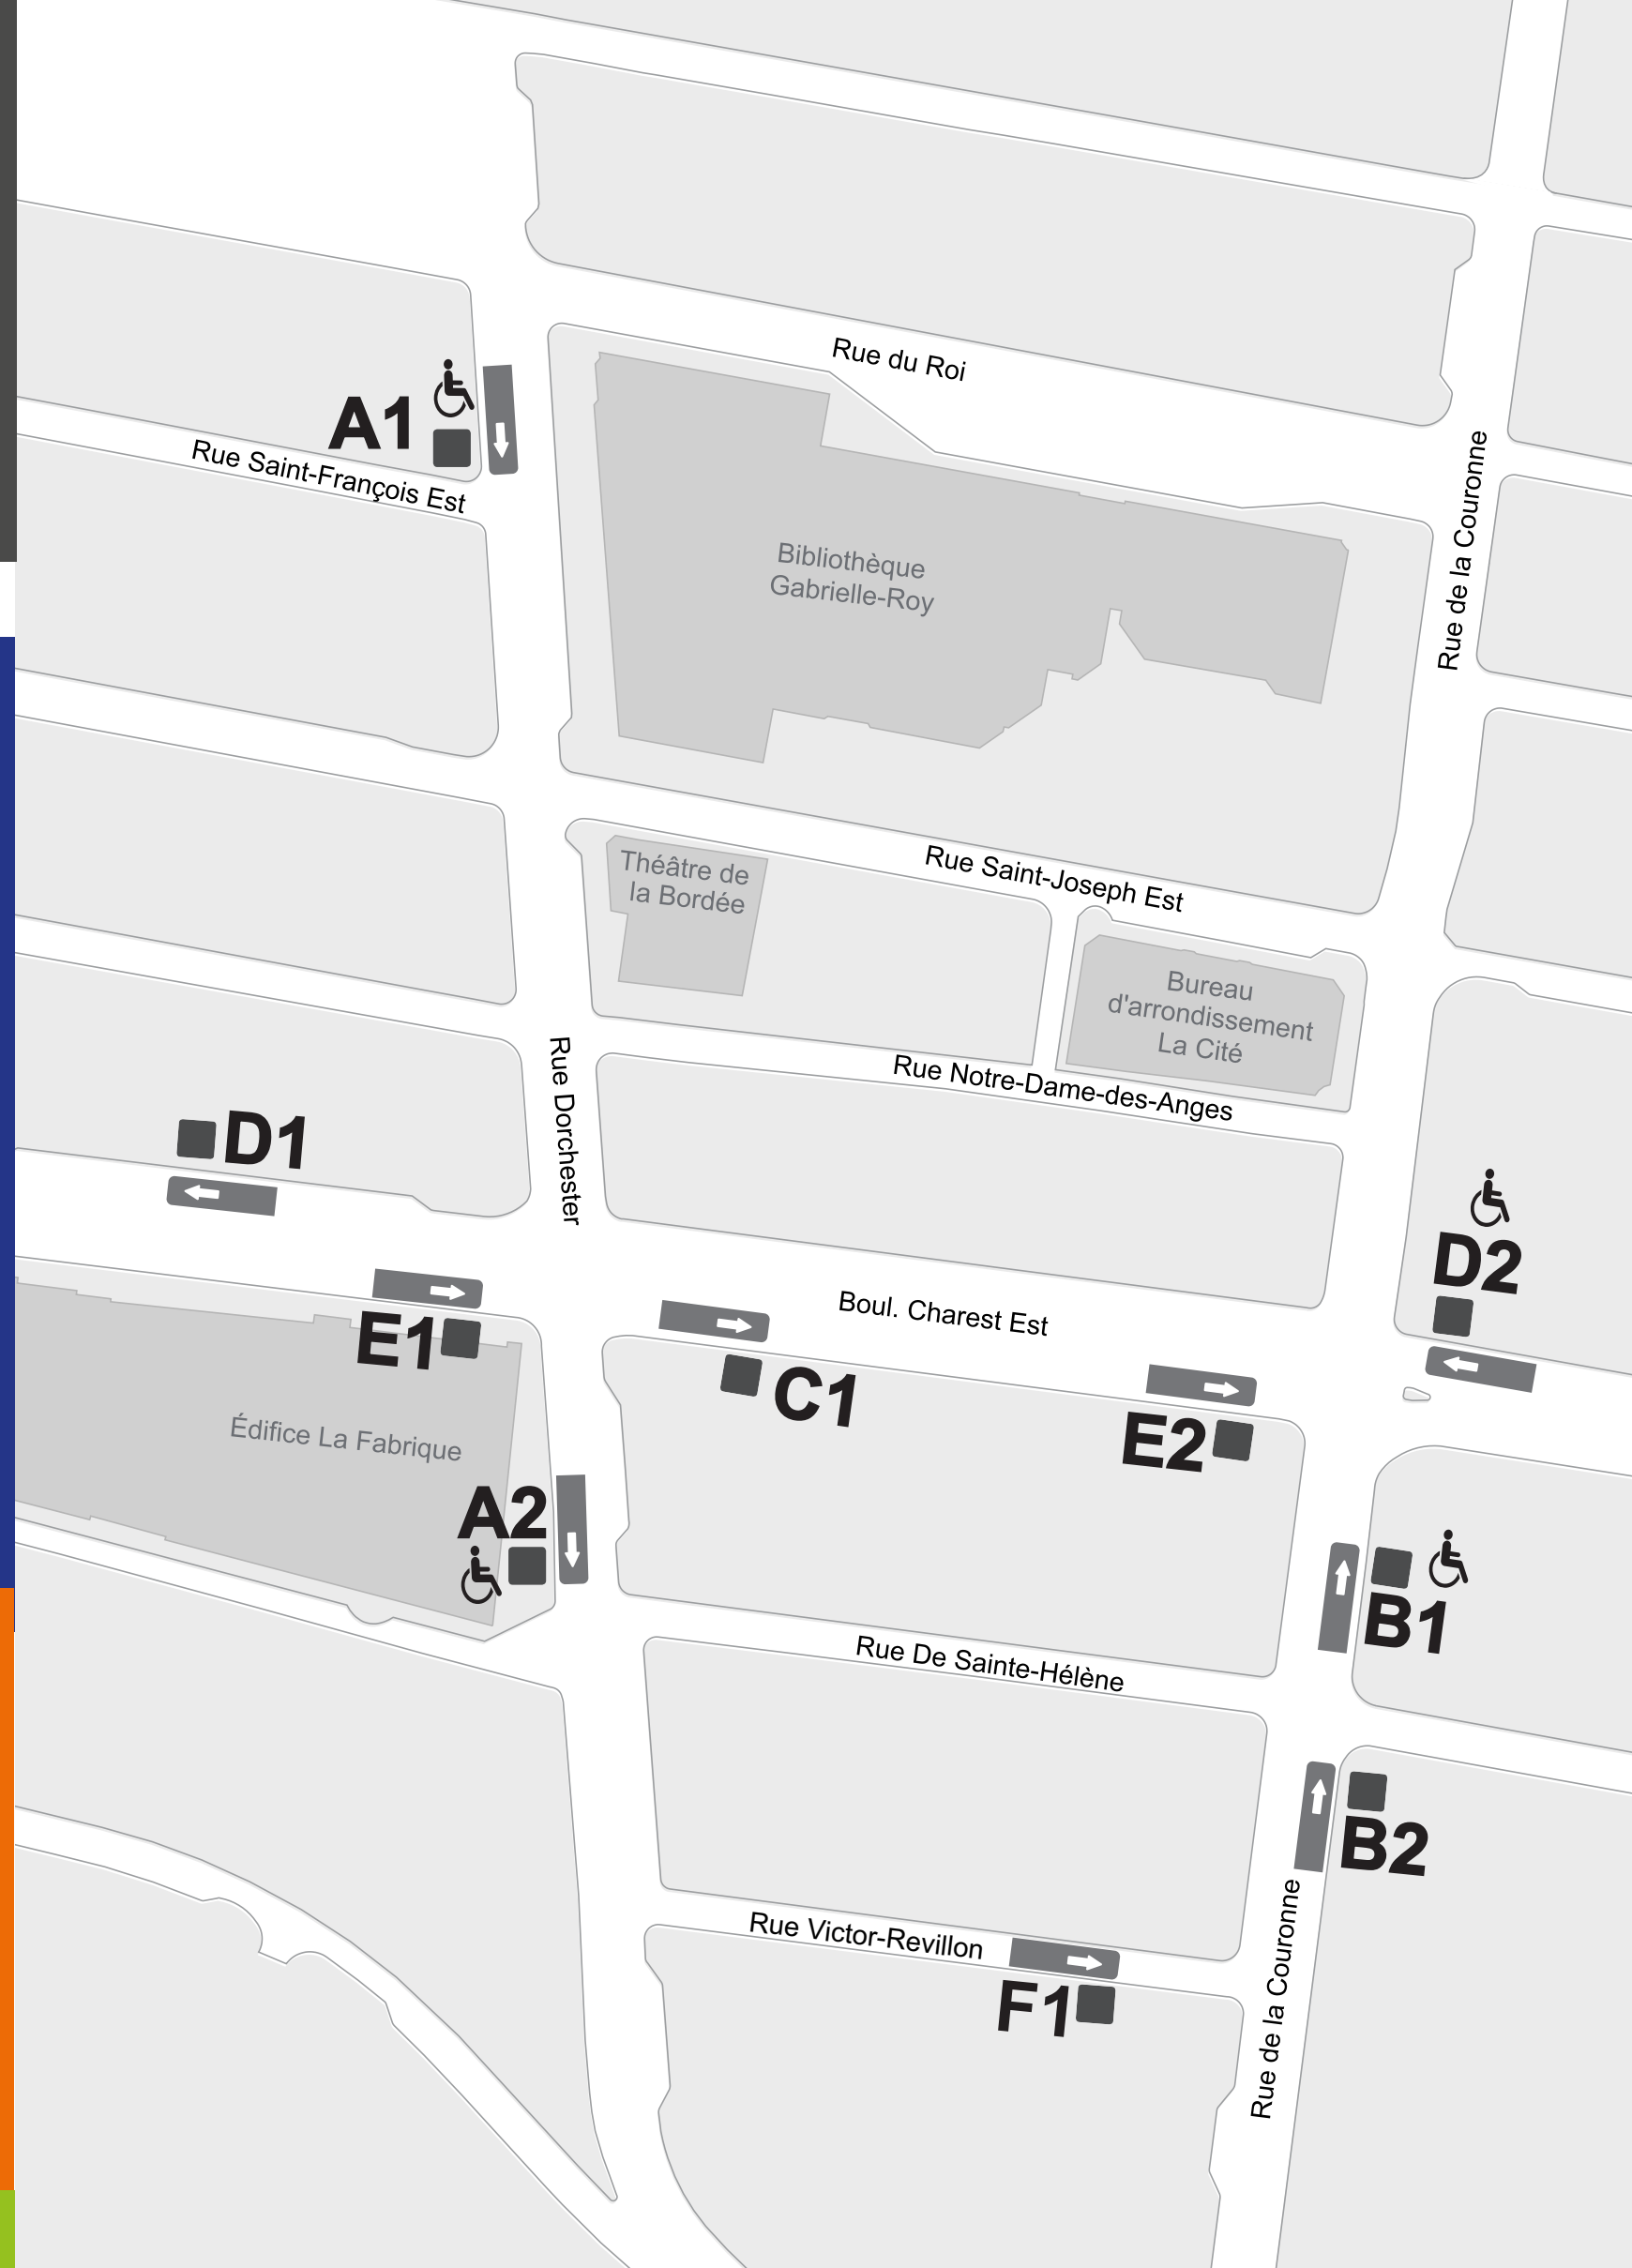 Rue du Roi
A1
Rue Saint-François Est
Rue de la Couronne
Bibliothèque
Gabrielle-Roy
Théâtre de
la Bordée
Rue Saint-Joseph Est
Bureau
d'arrondissement
La Cité
Rue Notre-Dame-des-Anges
Rue Dorchester
D1
D2
E1
Boul. Charest Est
C1
E2
Édifice La Fabrique
A2
B1
Rue De Sainte-Hélène
B2
Rue Victor-Revillon
F1
Rue de la Couronne